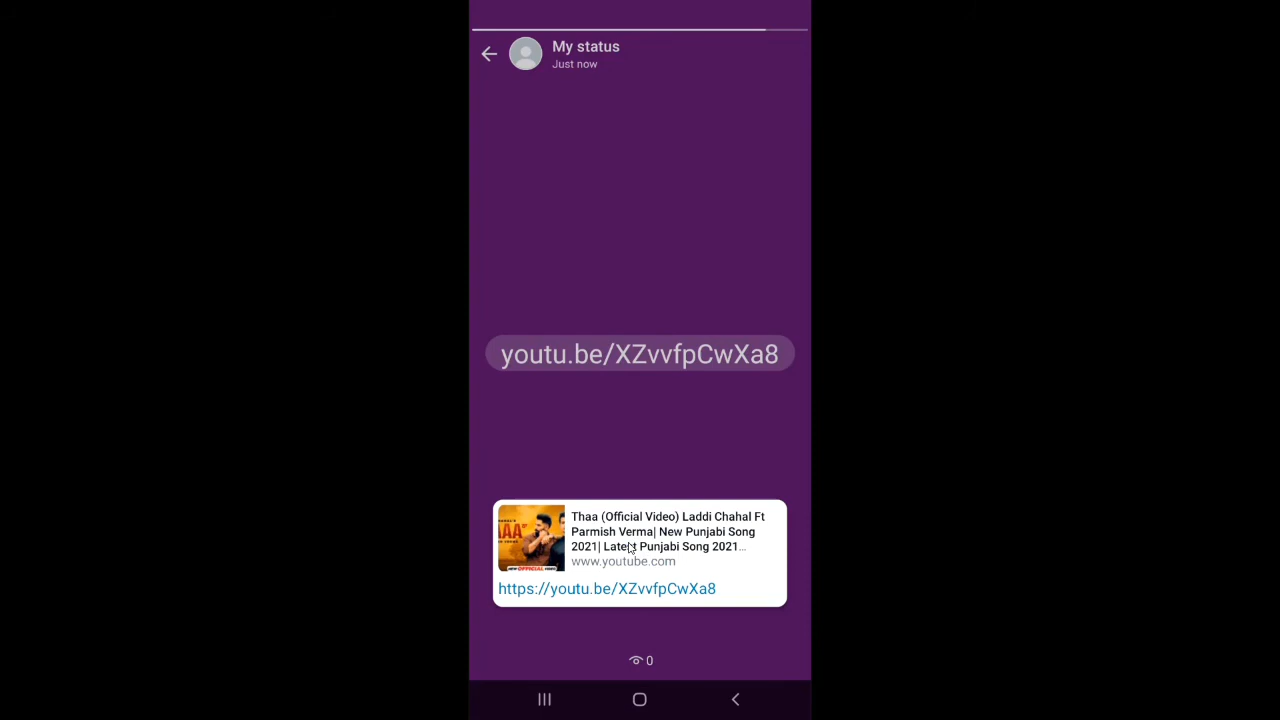 My status
Just now
youtu.be/XZvvfpCwXa8
Thaa (Official Video) Laddi Chahal Ft
Parmish Verma| New Punjabi Song
2021| Latest Punjabi Song 2021...
www.youtube.com
https://youtu.be/XZvvfpCwXa8
0